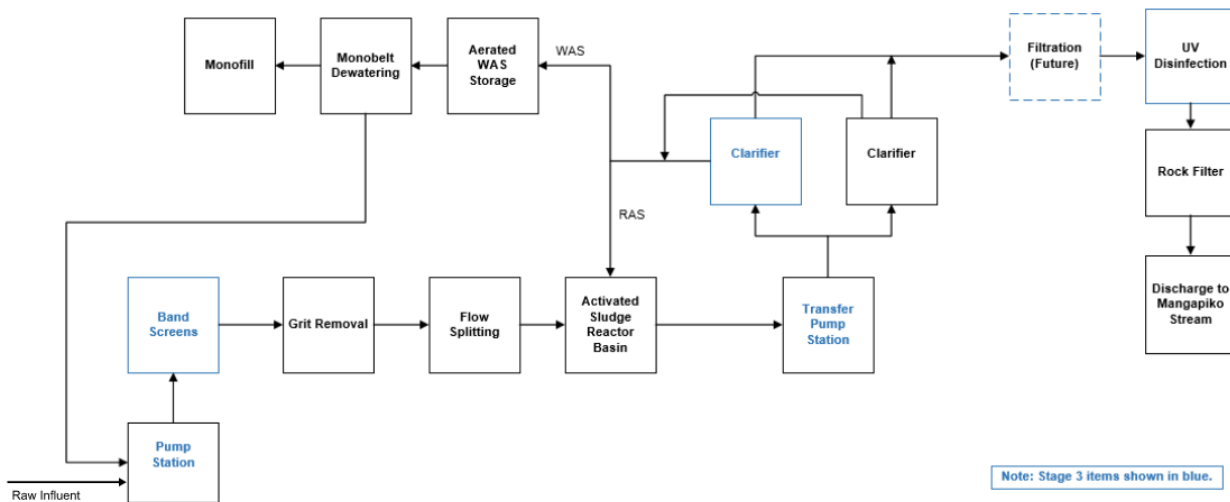 Monofill
Monobelt
Dewatering
Aerated
WAS
Storage
WAS
Filtration
(Future)
UV
Disinfection
Clarifier
Clarifier
Rock Filter
RAS
Band
Screens
Grit Removal
Flow
Splitting
Activated
Sludge
Reactor
Basin
Transfer
Pump
Station
Discharge to
Mangapiko
Stream
Pump
Station
Raw Influent
Note: Stage 3 items shown in blue.